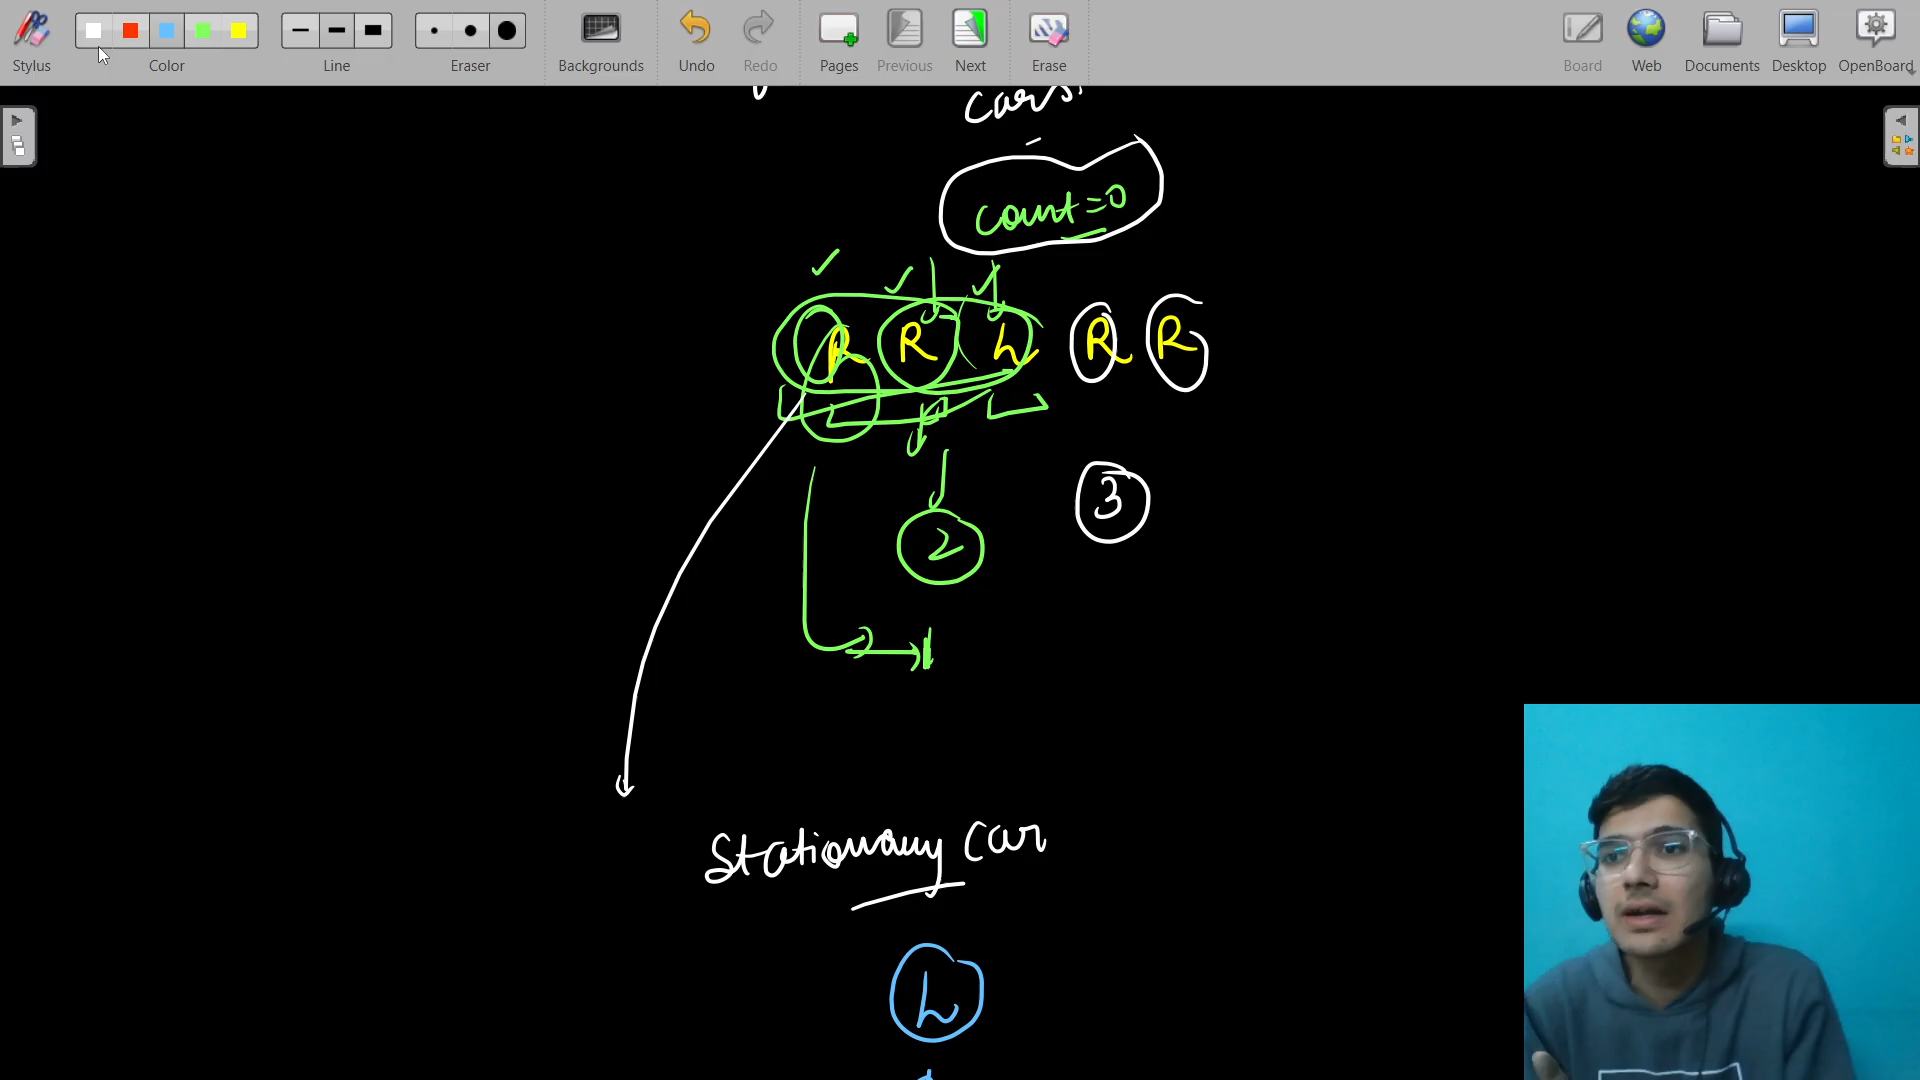 Stylus Color Line Eraser Backgrounds Undo Redo Pages Previous Next Erase Board Web Documents Desktop OpenBoard
cars.
count=0
R R L R R
3
2
Stationary car
L